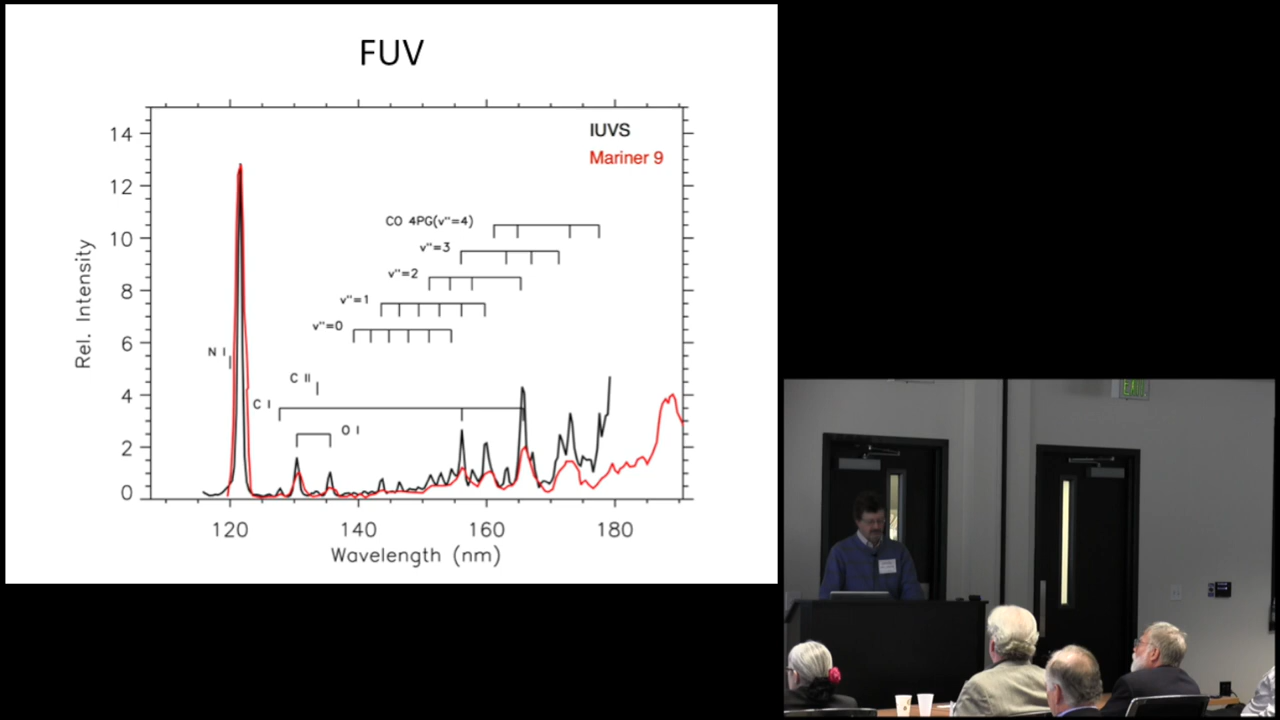 FUV
IUVS
Mariner 9
14
12
10
8
6
4
2
0
Rel. Intensity
CO 4PG(v"=4)
v"=3
v"=2
v"=1
v"=0
N I
C II
C I
O I
120
140
160
180
Wavelength (nm)
EXIT